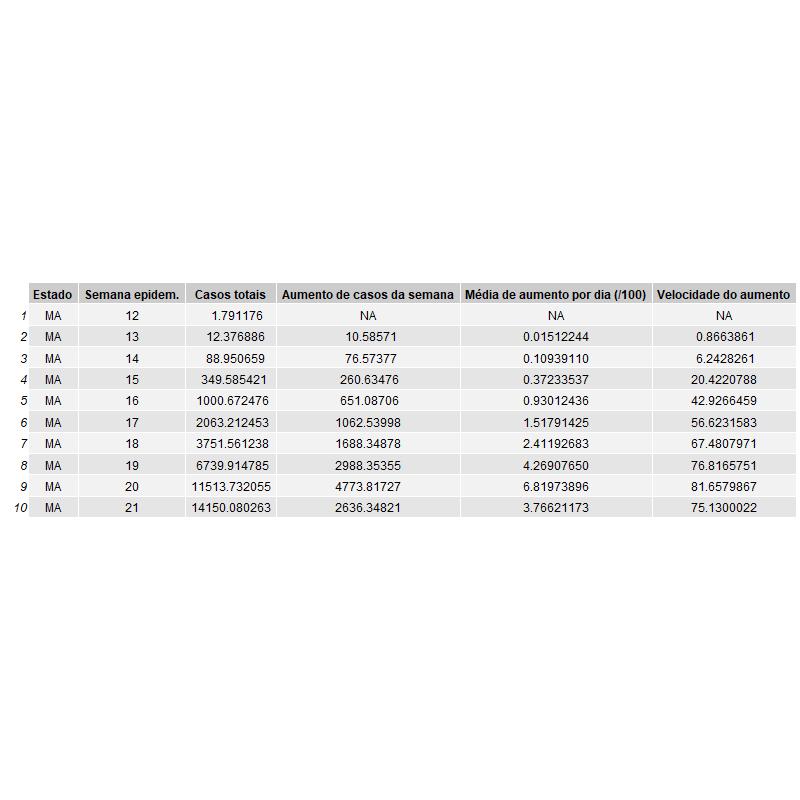 Estado Semana epidem. Casos totais Aumento de casos da semana Média de aumento por dia (/100) Velocidade do aumento
1 MA 12 1.791176 NA NA NA
2 MA 13 12.376886 10.58571 0.01512244 0.8663861
3 MA 14 88.950659 76.57377 0.10939110 6.2428261
4 MA 15 349.585421 260.63476 0.37233537 20.4220788
5 MA 16 1000.672476 651.08706 0.93012436 42.9266459
6 MA 17 2063.212453 1062.53998 1.51791425 56.6231583
7 MA 18 3751.561238 1688.34878 2.41192683 67.4807971
8 MA 19 6739.914785 2988.35355 4.26907650 76.8165751
9 MA 20 11513.732055 4773.81727 6.81973896 81.6579867
10 MA 21 14150.080263 2636.34821 3.76621173 75.1300022